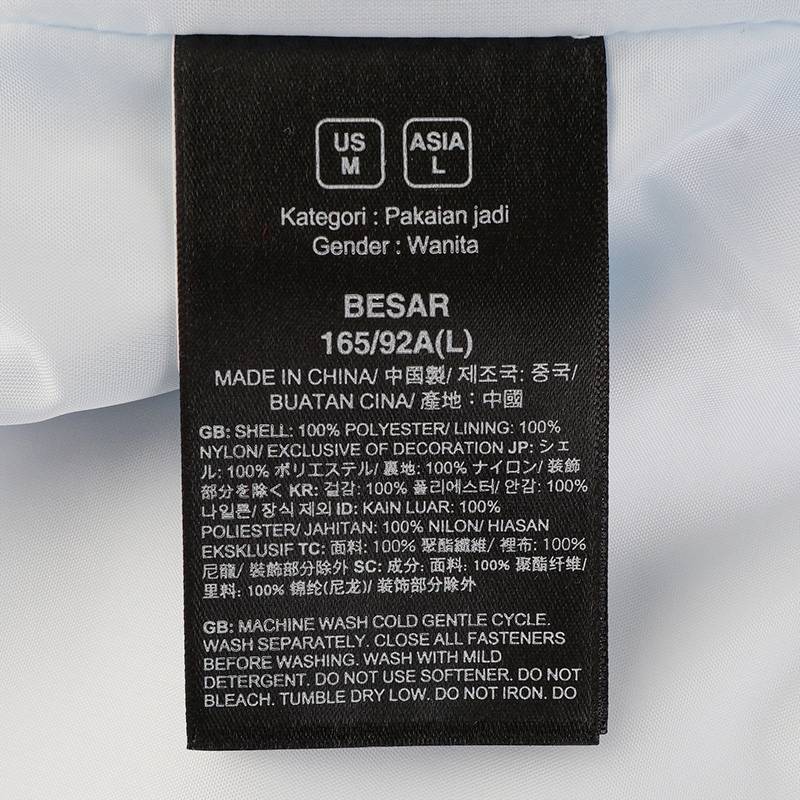 US
M
ASIA
L
Kategori : Pakaian jadi
Gender : Wanita
BESAR
165/92A(L)
MADE IN CHINA/ 中国製/ 제조국: 중국/
BUATAN CINA/ 產地：中國
GB: SHELL: 100% POLYESTER/ LINING: 100%
NYLON/ EXCLUSIVE OF DECORATION JP: シェ
ル: 100% ポリエステル/ 裏地: 100% ナイロン/ 装飾
部分を除く KR: 겉감: 100% 폴리에스터/ 안감: 100%
나일론/ 장식 제외 ID: KAIN LUAR: 100%
POLIESTER/ JAHITAN: 100% NILON/ HIASAN
EKSKLUSIF TC: 面料: 100% 聚酯纖維/ 裡布: 100%
尼龍/ 裝飾部分除外 SC: 成分: 面料: 100% 聚酯纤维/
里料: 100% 锦纶(尼龙)/ 装饰部分除外
GB: MACHINE WASH COLD GENTLE CYCLE.
WASH SEPARATELY. CLOSE ALL FASTENERS
BEFORE WASHING. WASH WITH MILD
DETERGENT. DO NOT USE SOFTENER. DO NOT
BLEACH. TUMBLE DRY LOW. DO NOT IRON. DO